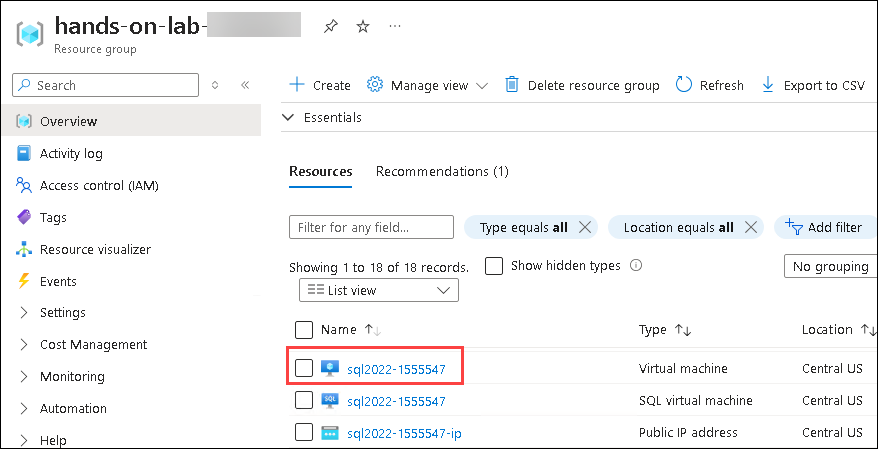 hands-on-lab-
Resource group
Search
Overview
Activity log
Access control (IAM)
Tags
Resource visualizer
Events
Settings
Cost Management
Monitoring
Automation
Help
Create
Manage view
Delete resource group
Refresh
Export to CSV
Essentials
Resources
Recommendations (1)
Filter for any field...
Type equals all
Location equals all
Add filter
Showing 1 to 18 of 18 records.
Show hidden types
No grouping
List view
Name
Type
Location
sql2022-1555547
Virtual machine
Central US
SQL
sql2022-1555547
SQL virtual machine
Central US
sql2022-1555547-ip
Public IP address
Central US